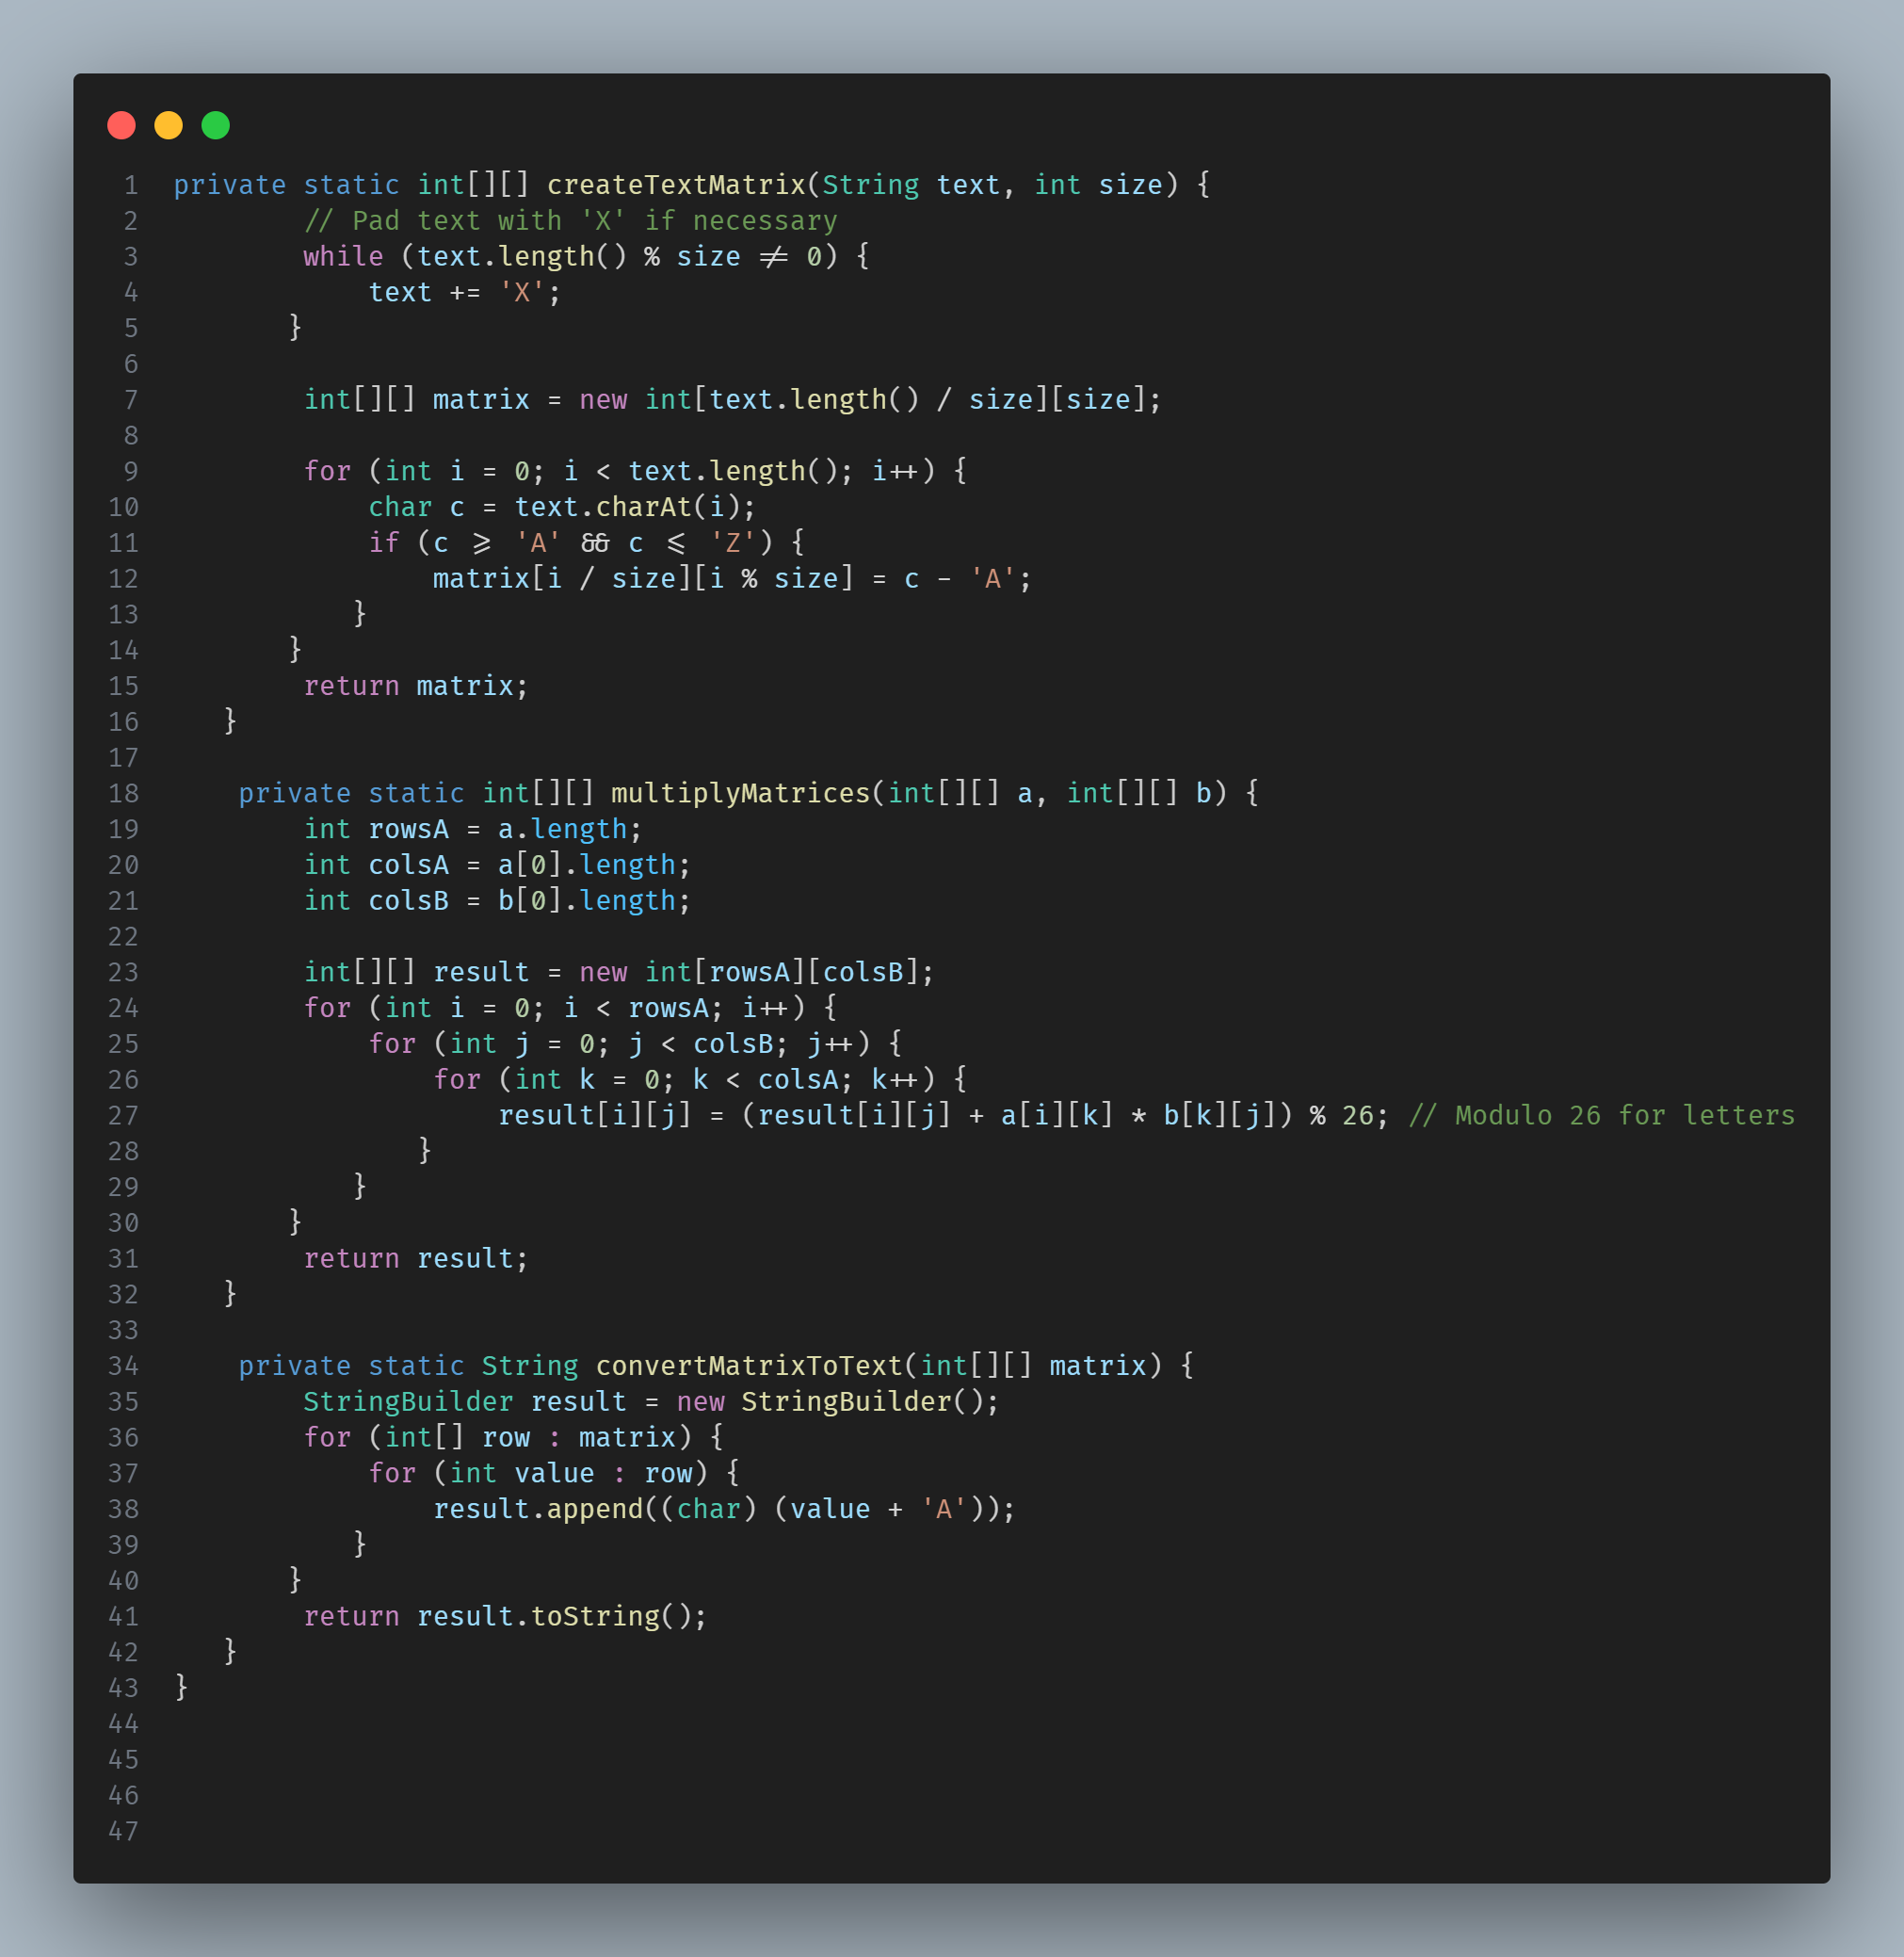 1 private static int[][] createTextMatrix(String text, int size) {
2         // Pad text with 'X' if necessary
3         while (text.length() % size != 0) {
4             text += 'X';
5         }
6
7         int[][] matrix = new int[text.length() / size][size];
8
9         for (int i = 0; i < text.length(); i++) {
10             char c = text.charAt(i);
11             if (c >= 'A' && c <= 'Z') {
12                 matrix[i / size][i % size] = c - 'A';
13             }
14         }
15         return matrix;
16     }
17
18     private static int[][] multiplyMatrices(int[][] a, int[][] b) {
19         int rowsA = a.length;
20         int colsA = a[0].length;
21         int colsB = b[0].length;
22
23         int[][] result = new int[rowsA][colsB];
24         for (int i = 0; i < rowsA; i++) {
25             for (int j = 0; j < colsB; j++) {
26                 for (int k = 0; k < colsA; k++) {
27                     result[i][j] = (result[i][j] + a[i][k] * b[k][j]) % 26; // Modulo 26 for letters
28                 }
29             }
30         }
31         return result;
32     }
33
34     private static String convertMatrixToText(int[][] matrix) {
35         StringBuilder result = new StringBuilder();
36         for (int[] row : matrix) {
37             for (int value : row) {
38                 result.append((char) (value + 'A'));
39             }
40         }
41         return result.toString();
42     }
43 }
44
45
46
47